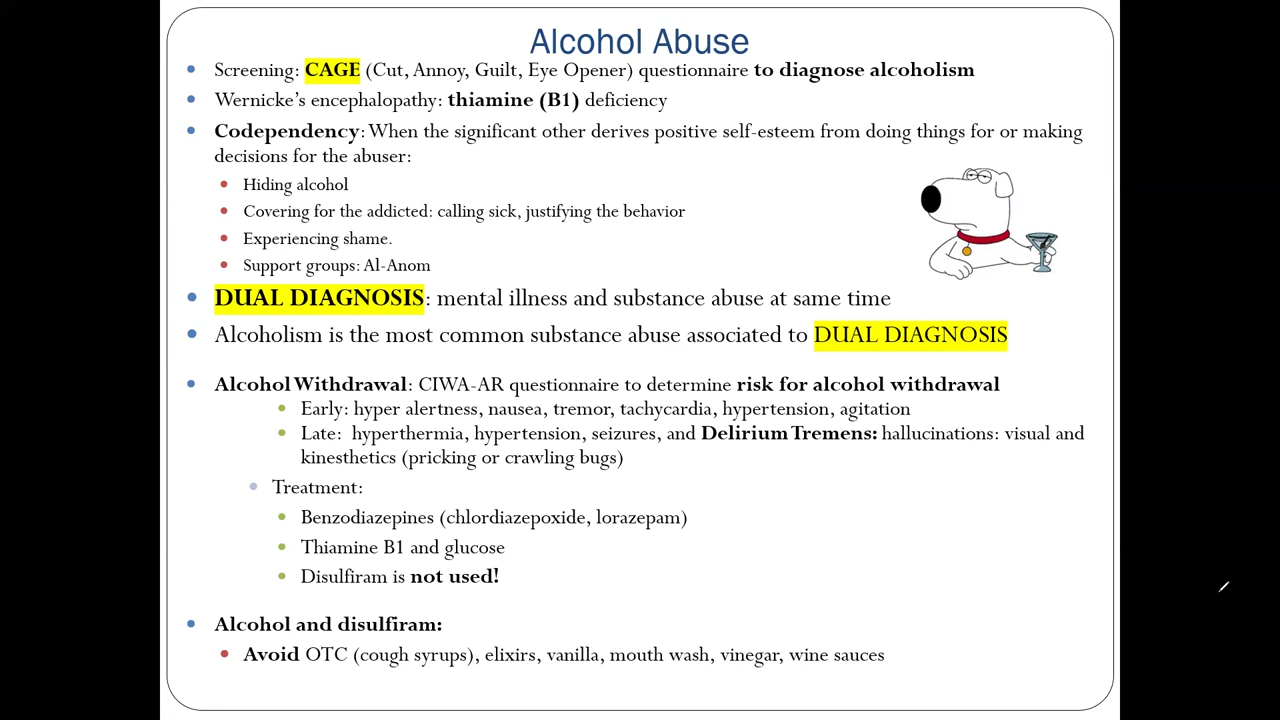 Alcohol Abuse
Screening: CAGE (Cut, Annoy, Guilt, Eye Opener) questionnaire to diagnose alcoholism
Wernicke's encephalopathy: thiamine (B1) deficiency
Codependency: When the significant other derives positive self-esteem from doing things for or making
decisions for the abuser:
Hiding alcohol
Covering for the addicted: calling sick, justifying the behavior
Experiencing shame.
Support groups: Al-Anom
DUAL DIAGNOSIS: mental illness and substance abuse at same time
Alcoholism is the most common substance abuse associated to DUAL DIAGNOSIS
Alcohol Withdrawal: CIWA-AR questionnaire to determine risk for alcohol withdrawal
Early: hyper alertness, nausea, tremor, tachycardia, hypertension, agitation
Late: hyperthermia, hypertension, seizures, and Delirium Tremens: hallucinations: visual and
kinesthetics (pricking or crawling bugs)
Treatment:
Benzodiazepines (chlordiazepoxide, lorazepam)
Thiamine B1 and glucose
Disulfiram is not used!
Alcohol and disulfiram:
Avoid OTC (cough syrups), elixirs, vanilla, mouth wash, vinegar, wine sauces